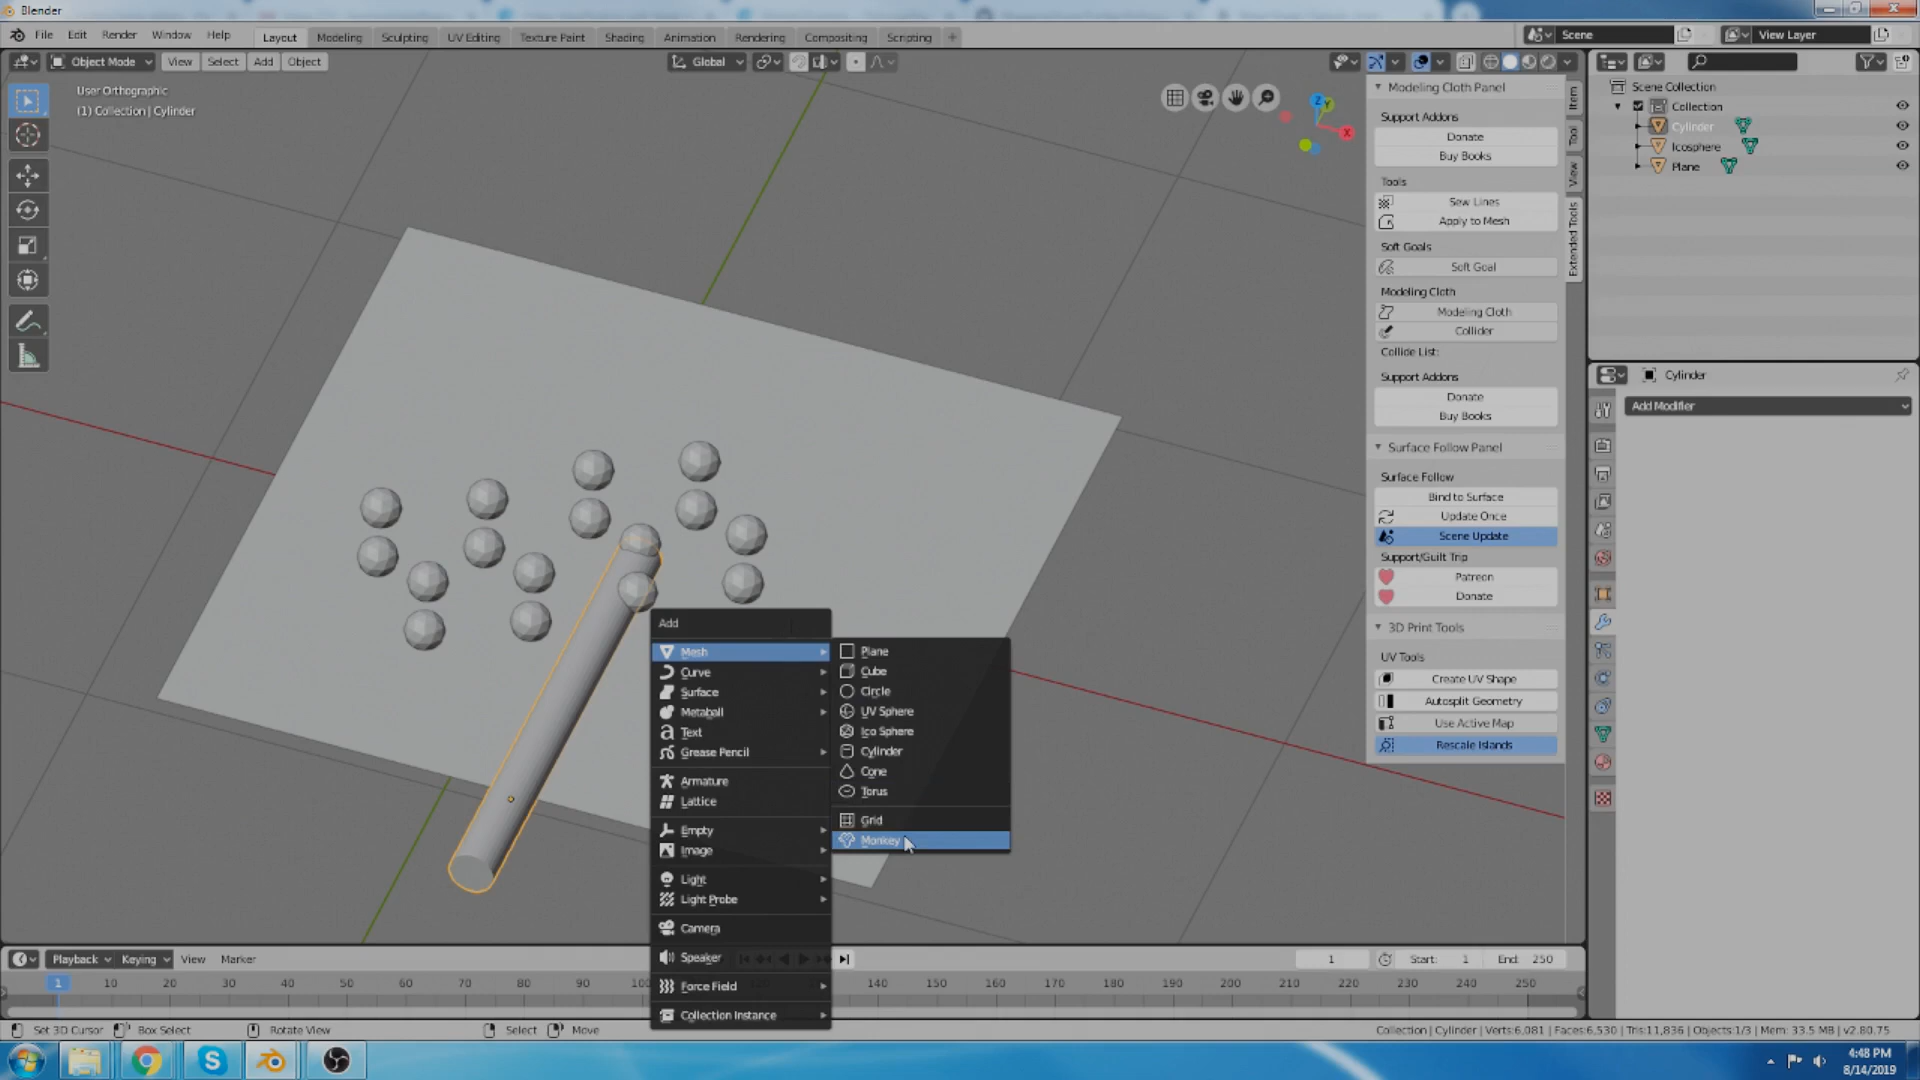 Blender
File Edit Render Window Help
Layout Modeling Sculpting UV Editing Texture Paint Shading Animation Rendering Compositing Scripting +
Scene
View Layer
Object Mode View Select Add Object
Global
User Orthographic
(1) Collection | Cylinder
Z
Y
X
Modeling Cloth Panel
Support Addons
Donate
Buy Books
Tools
Sew Lines
Apply to Mesh
Soft Goals
Soft Goal
Modeling Cloth
Modeling Cloth
Collider
Collide List:
Support Addons
Donate
Buy Books
Surface Follow Panel
Surface Follow
Bind to Surface
Update Once
Scene Update
Support/Guilt Trip
Patreon
Donate
3D Print Tools
UV Tools
Create UV Shape
Autosplit Geometry
Use Active Map
Rescale Islands
Item
Tool
View
Extended Tools
Scene Collection
Collection
Cylinder
Icosphere
Plane
Cylinder
Add Modifier
Add
Mesh
Curve
Surface
Metaball
Text
Grease Pencil
Armature
Lattice
Empty
Image
Light
Light Probe
Camera
Speaker
Force Field
Collection Instance
Plane
Cube
Circle
UV Sphere
Ico Sphere
Cylinder
Cone
Torus
Grid
Monkey
Playback Keying View Marker
1 Start: 1 End: 250
1 10 20 30 40 50 60 70 80 90 140 150 160 170 180 190 200 210 220 230 240 250
Set 3D Cursor Box Select Rotate View Select Move
Collection | Cylinder | Verts:6,081 | Faces:6,530 | Tris:11,836 | Objects:1/3 | Mem: 33.5 MB | v2.80.75
4:48 PM
8/14/2019